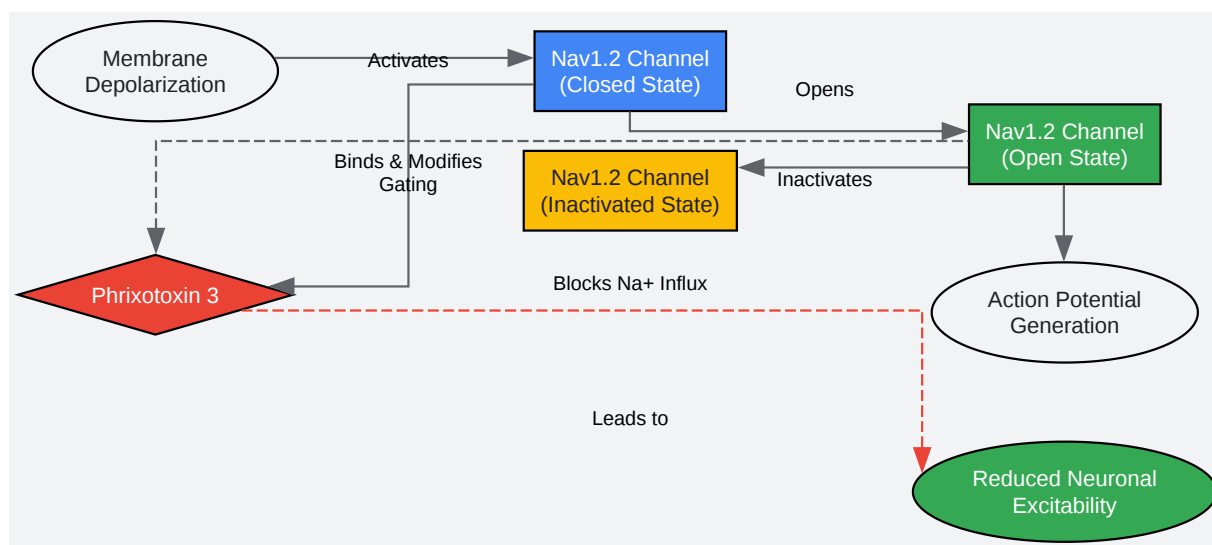 Membrane
Depolarization
Activates
Nav1.2 Channel
(Closed State)
Opens
Nav1.2 Channel
(Open State)
Binds & Modifies
Gating
Nav1.2 Channel
(Inactivated State)
Inactivates
Phrixotoxin 3
Blocks Na+ Influx
Action Potential
Generation
Leads to
Reduced Neuronal
Excitability